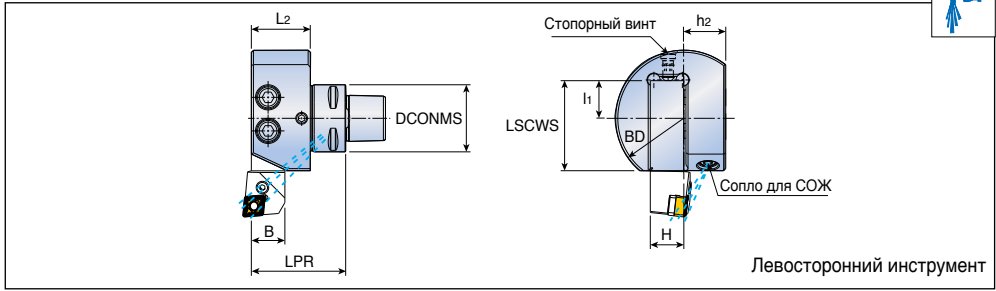 L2
DCONMS
B
LPR
Стопорный винт
h2
l1
LSCWS
BD
Сопло для СОЖ
H
Левосторонний инструмент